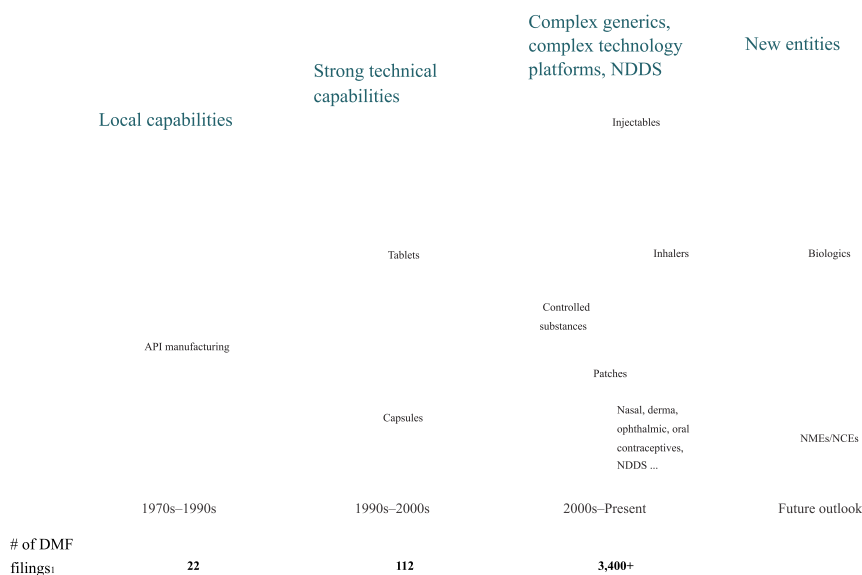 Local capabilities
API manufacturing
1970s–1990s
Strong technical
capabilities
Tablets
Capsules
1990s–2000s
Complex generics,
complex technology
platforms, NDDS
Injectables
Inhalers
Controlled
substances
Patches
Nasal, derma,
ophthalmic, oral
contraceptives,
NDDS ...
2000s–Present
New entities
Biologics
NMEs/NCEs
Future outlook
# of DMF
filings1
22
112
3,400+